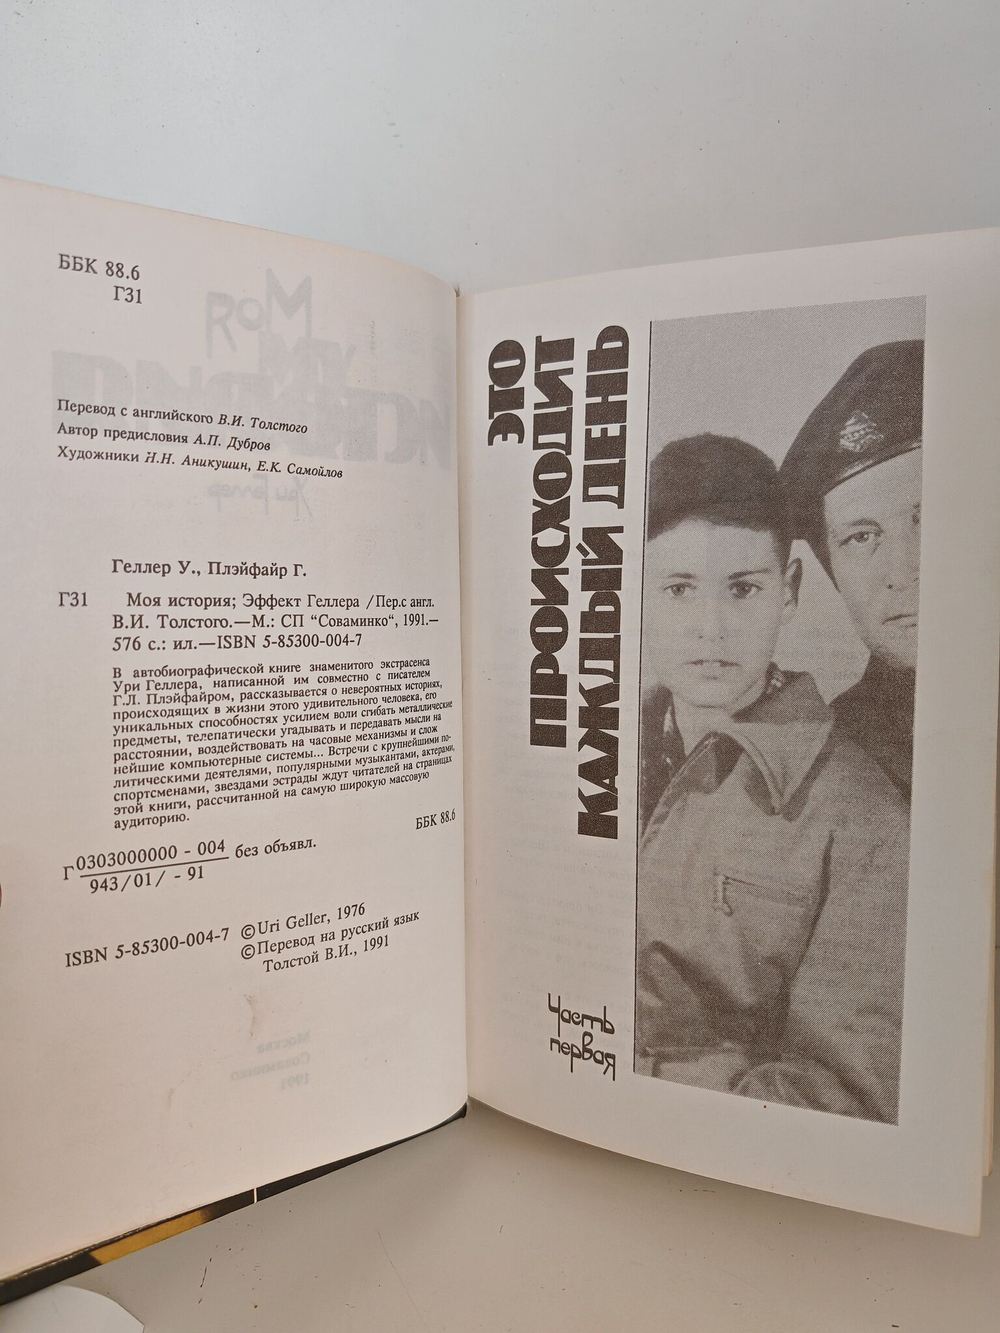 ББК 88.6
Г31
Перевод с английского В.И. Толстого
Автор предисловия А.П. Дубров
Художники И.Н. Аникушин, Е.К. Самойлов
Геллер У., Плэйфайр Г.
Г31 Моя история; Эффект Геллера /Пер.с англ.
В.И. Толстого.—М.: СП "Соваминко", 1991.—
576 с.: ил.—ISBN 5-85300-004-7
В автобиографической книге знаменитого экстрасенса
Ури Геллера, написанной им совместно с писателем
Г.Л. Плэйфайром, рассказывается о невероятных историях,
происходящих в жизни этого удивительного человека, его
уникальных способностях усилием воли сгибать металлические
предметы, телепатически угадывать и передавать мысли на
расстоянии, воздействовать на часовые механизмы и слож
нейшие компьютерные системы... Встречи с крупнейшими по-
литическими деятелями, популярными музыкантами, актерами,
спортсменами, звездами эстрады ждут читателей на страницах
этой книги, рассчитанной на самую широкую массовую
аудиторию.
ББК 88.6
Г 0303000000 - 004 без объявл.
943/01/ - 91
ISBN 5-85300-004-7
©Uri Geller, 1976
©Перевод на русский язык
Толстой В.И., 1991
ЭТО
ПРОИСХОДИТ
КАЖДЫЙ ДЕНЬ
Часть
первая